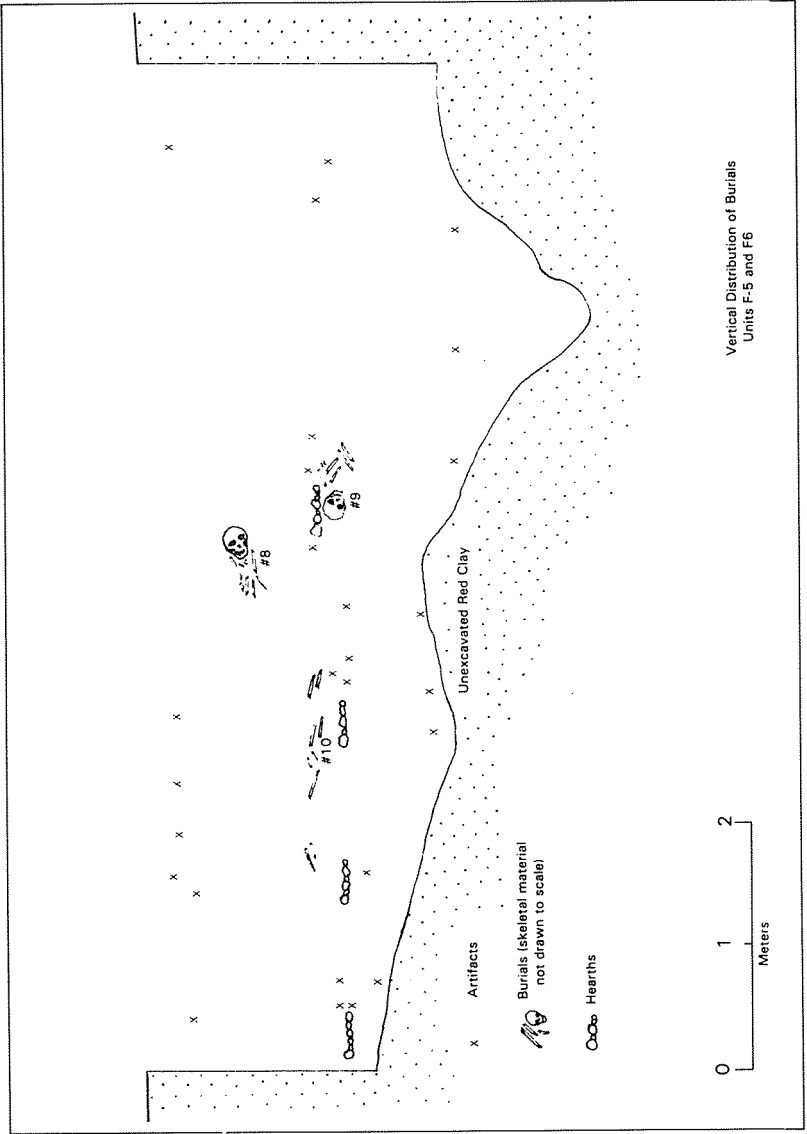 #8
#9
#10
Unexcavated Red Clay
x Artifacts
Burials (skeletal material
not drawn to scale)
Hearths
0 1 2
Meters
Vertical Distribution of Burials
Units F-5 and F6